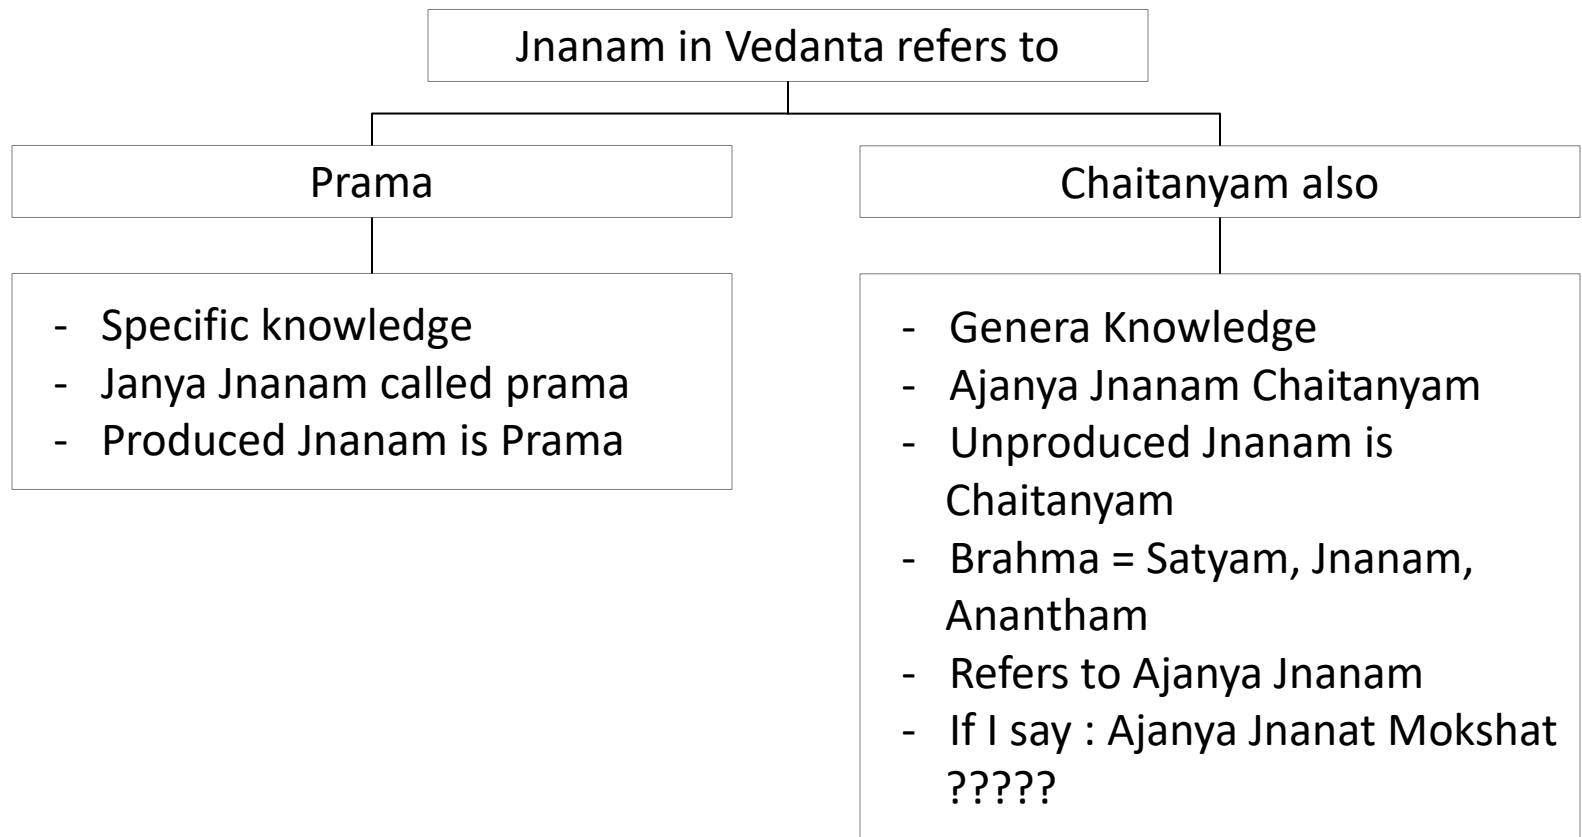 Jnanam in Vedanta refers to
Prama
- Specific knowledge
- Janya Jnanam called prama
- Produced Jnanam is Prama
Chaitanyam also
- Genera Knowledge
- Ajanya Jnanam Chaitanyam
- Unproduced Jnanam is
Chaitanyam
- Brahma = Satyam, Jnanam,
Anantham
- Refers to Ajanya Jnanam
- If I say : Ajanya Jnanat Mokshat
?????